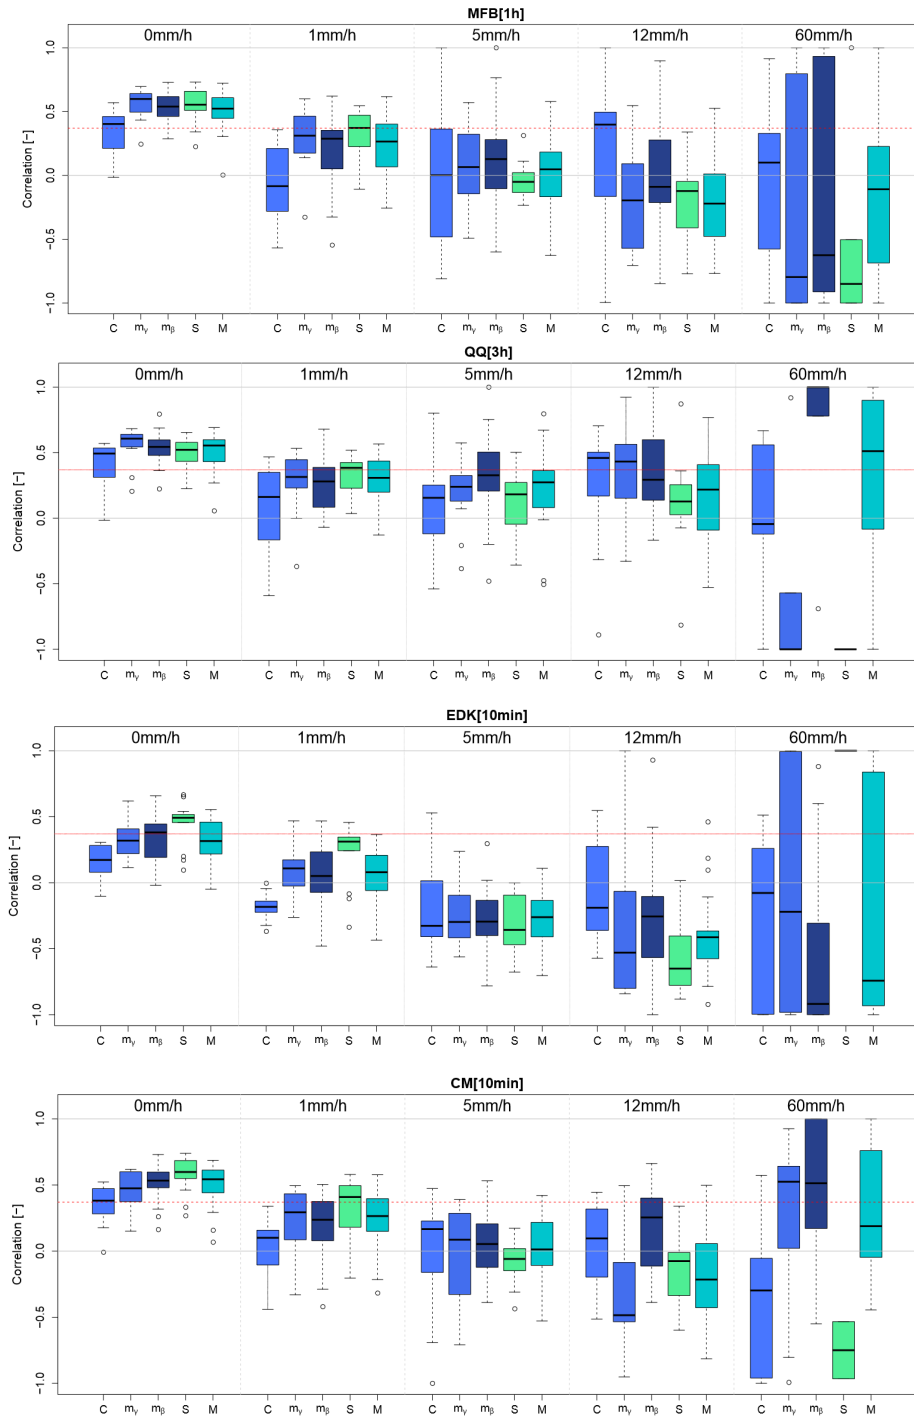 MFB[1h]
0mm/h 1mm/h 5mm/h 12mm/h 60mm/h
Correlation [−]
1.0
0.5
0.0
−0.5
−1.0
C mγ mβ S M C mγ mβ S M C mγ mβ S M C mγ mβ S M C mγ mβ S M
QQ[3h]
0mm/h 1mm/h 5mm/h 12mm/h 60mm/h
Correlation [−]
1.0
0.5
0.0
−0.5
−1.0
C mγ mβ S M C mγ mβ S M C mγ mβ S M C mγ mβ S M C mγ mβ S M
EDK[10min]
0mm/h 1mm/h 5mm/h 12mm/h 60mm/h
Correlation [−]
1.0
0.5
0.0
−0.5
−1.0
C mγ mβ S M C mγ mβ S M C mγ mβ S M C mγ mβ S M C mγ mβ S M
CM[10min]
0mm/h 1mm/h 5mm/h 12mm/h 60mm/h
Correlation [−]
1.0
0.5
0.0
−0.5
−1.0
C mγ mβ S M C mγ mβ S M C mγ mβ S M C mγ mβ S M C mγ mβ S M